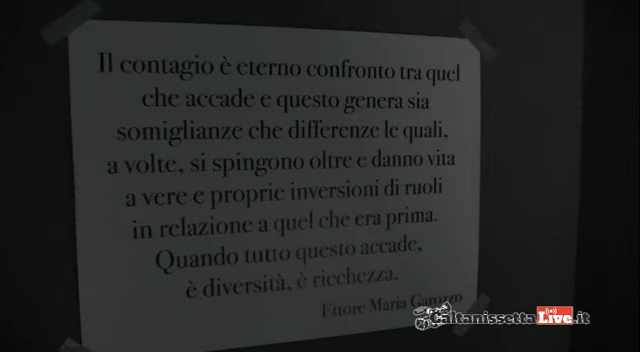 Il contagio è eterno confronto tra quel
che accade e questo genera sia
somiglianze che differenze le quali,
a volte, si spingono oltre e danno vita
a vere e proprie inversioni di ruoli
in relazione a quel che era prima.
Quando tutto questo accade,
è diversità, è ricchezza.
Ettore Maria Garozzo
CaltanissettaLive.it